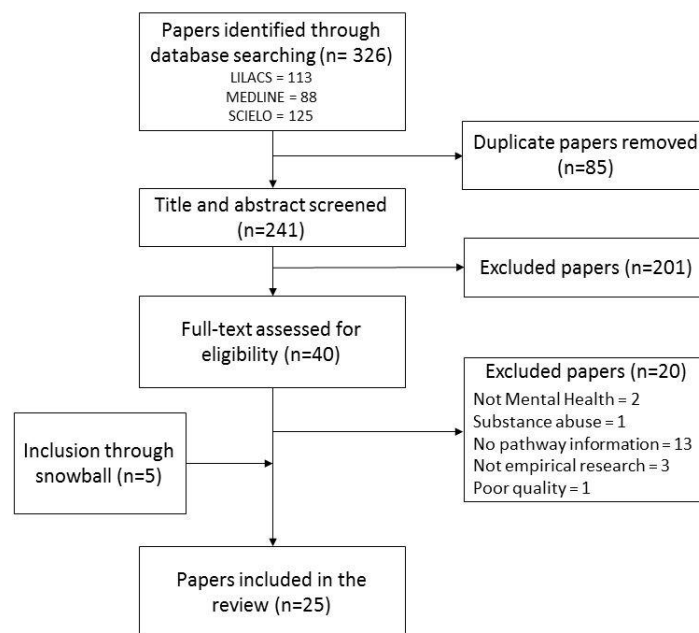 Papers identified through
database searching (n= 326)
LILACS = 113
MEDLINE = 88
SCIELO = 125
Duplicate papers removed
(n=85)
Title and abstract screened
(n=241)
Excluded papers (n=201)
Full-text assessed for
eligibility (n=40)
Excluded papers (n=20)
Not Mental Health = 2
Substance abuse = 1
No pathway information = 13
Not empirical research = 3
Poor quality = 1
Inclusion through
snowball (n=5)
Papers included in the
review (n=25)